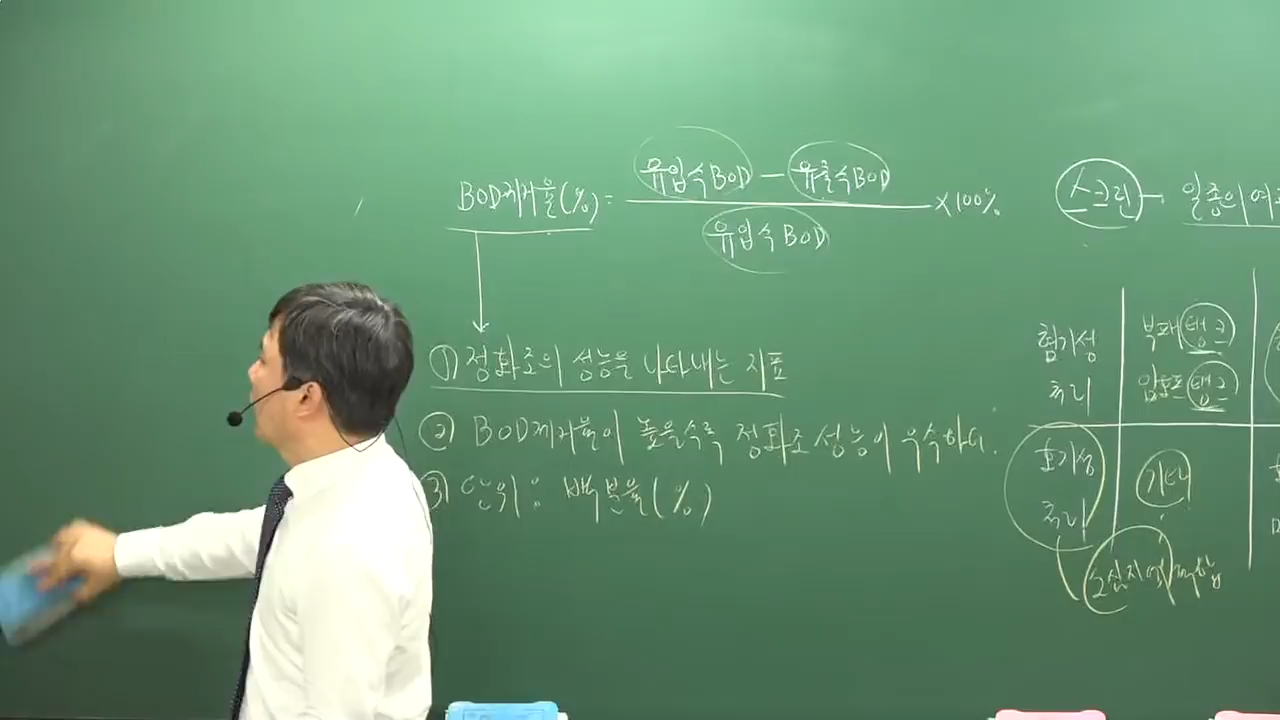 BOD제거율(%)= 유입수BOD — 유출수BOD × 100%
유입수BOD
① 정화조의 성능을 나타내는 지표
② BOD제거율이 높을수록 정화조 성능이 우수하다.
③ 단위: 백분율(%)
스크린 — 일종의 여
혐기성 부패탱크
처리 임호프탱크
호기성 기타
처리